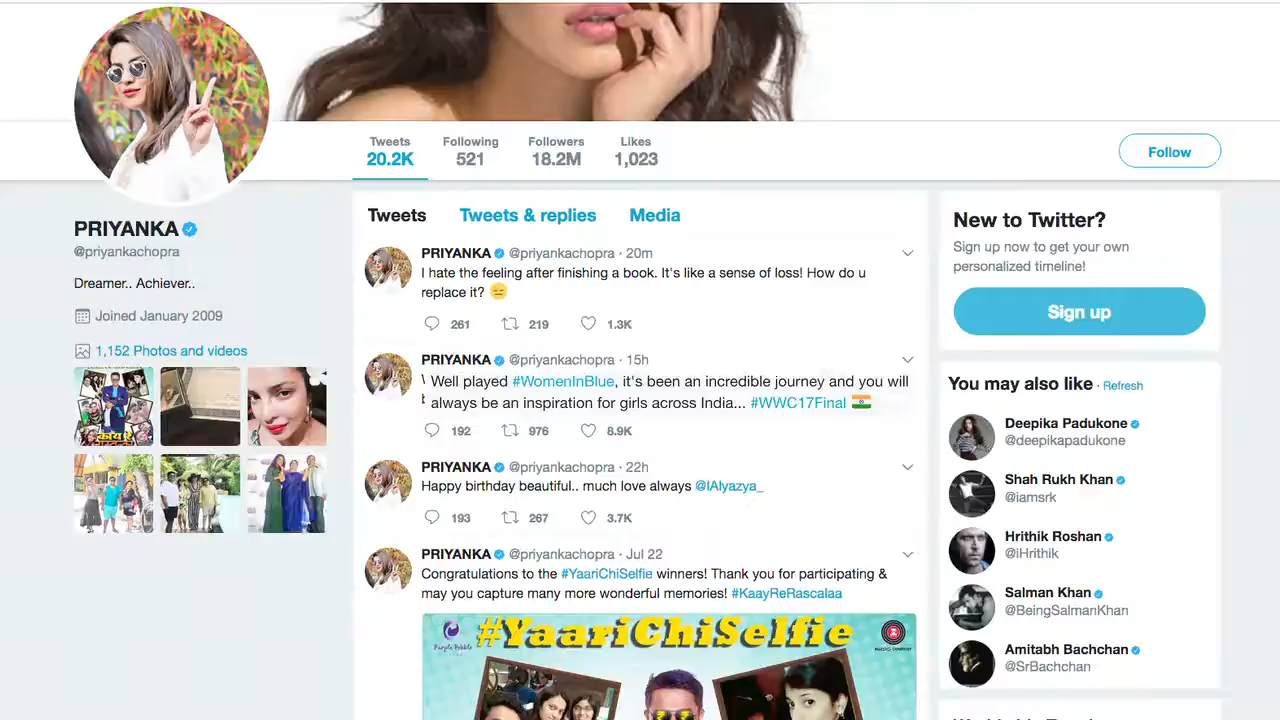 Tweets
20.2K
Following
521
Followers
18.2M
Likes
1,023
Follow
PRIYANKA
@priyankachopra
Dreamer.. Achiever..
Joined January 2009
1,152 Photos and videos
Tweets Tweets & replies Media
PRIYANKA @priyankachopra · 20m
I hate the feeling after finishing a book. It's like a sense of loss! How do u
replace it? 😑
261 219 1.3K
PRIYANKA @priyankachopra · 15h
Well played #WomenInBlue, it's been an incredible journey and you will
always be an inspiration for girls across India... #WWC17Final 🇮🇳
192 976 8.9K
PRIYANKA @priyankachopra · 22h
Happy birthday beautiful.. much love always @IAlyazya_
193 267 3.7K
PRIYANKA @priyankachopra · Jul 22
Congratulations to the #YaariChiSelfie winners! Thank you for participating &
may you capture many more wonderful memories! #KaayReRascalaa
#YaariChiSelfie
Purple Pebble
New to Twitter?
Sign up now to get your own
personalized timeline!
Sign up
You may also like · Refresh
Deepika Padukone
@deepikapadukone
Shah Rukh Khan
@iamsrk
Hrithik Roshan
@iHrithik
Salman Khan
@BeingSalmanKhan
Amitabh Bachchan
@SrBachchan